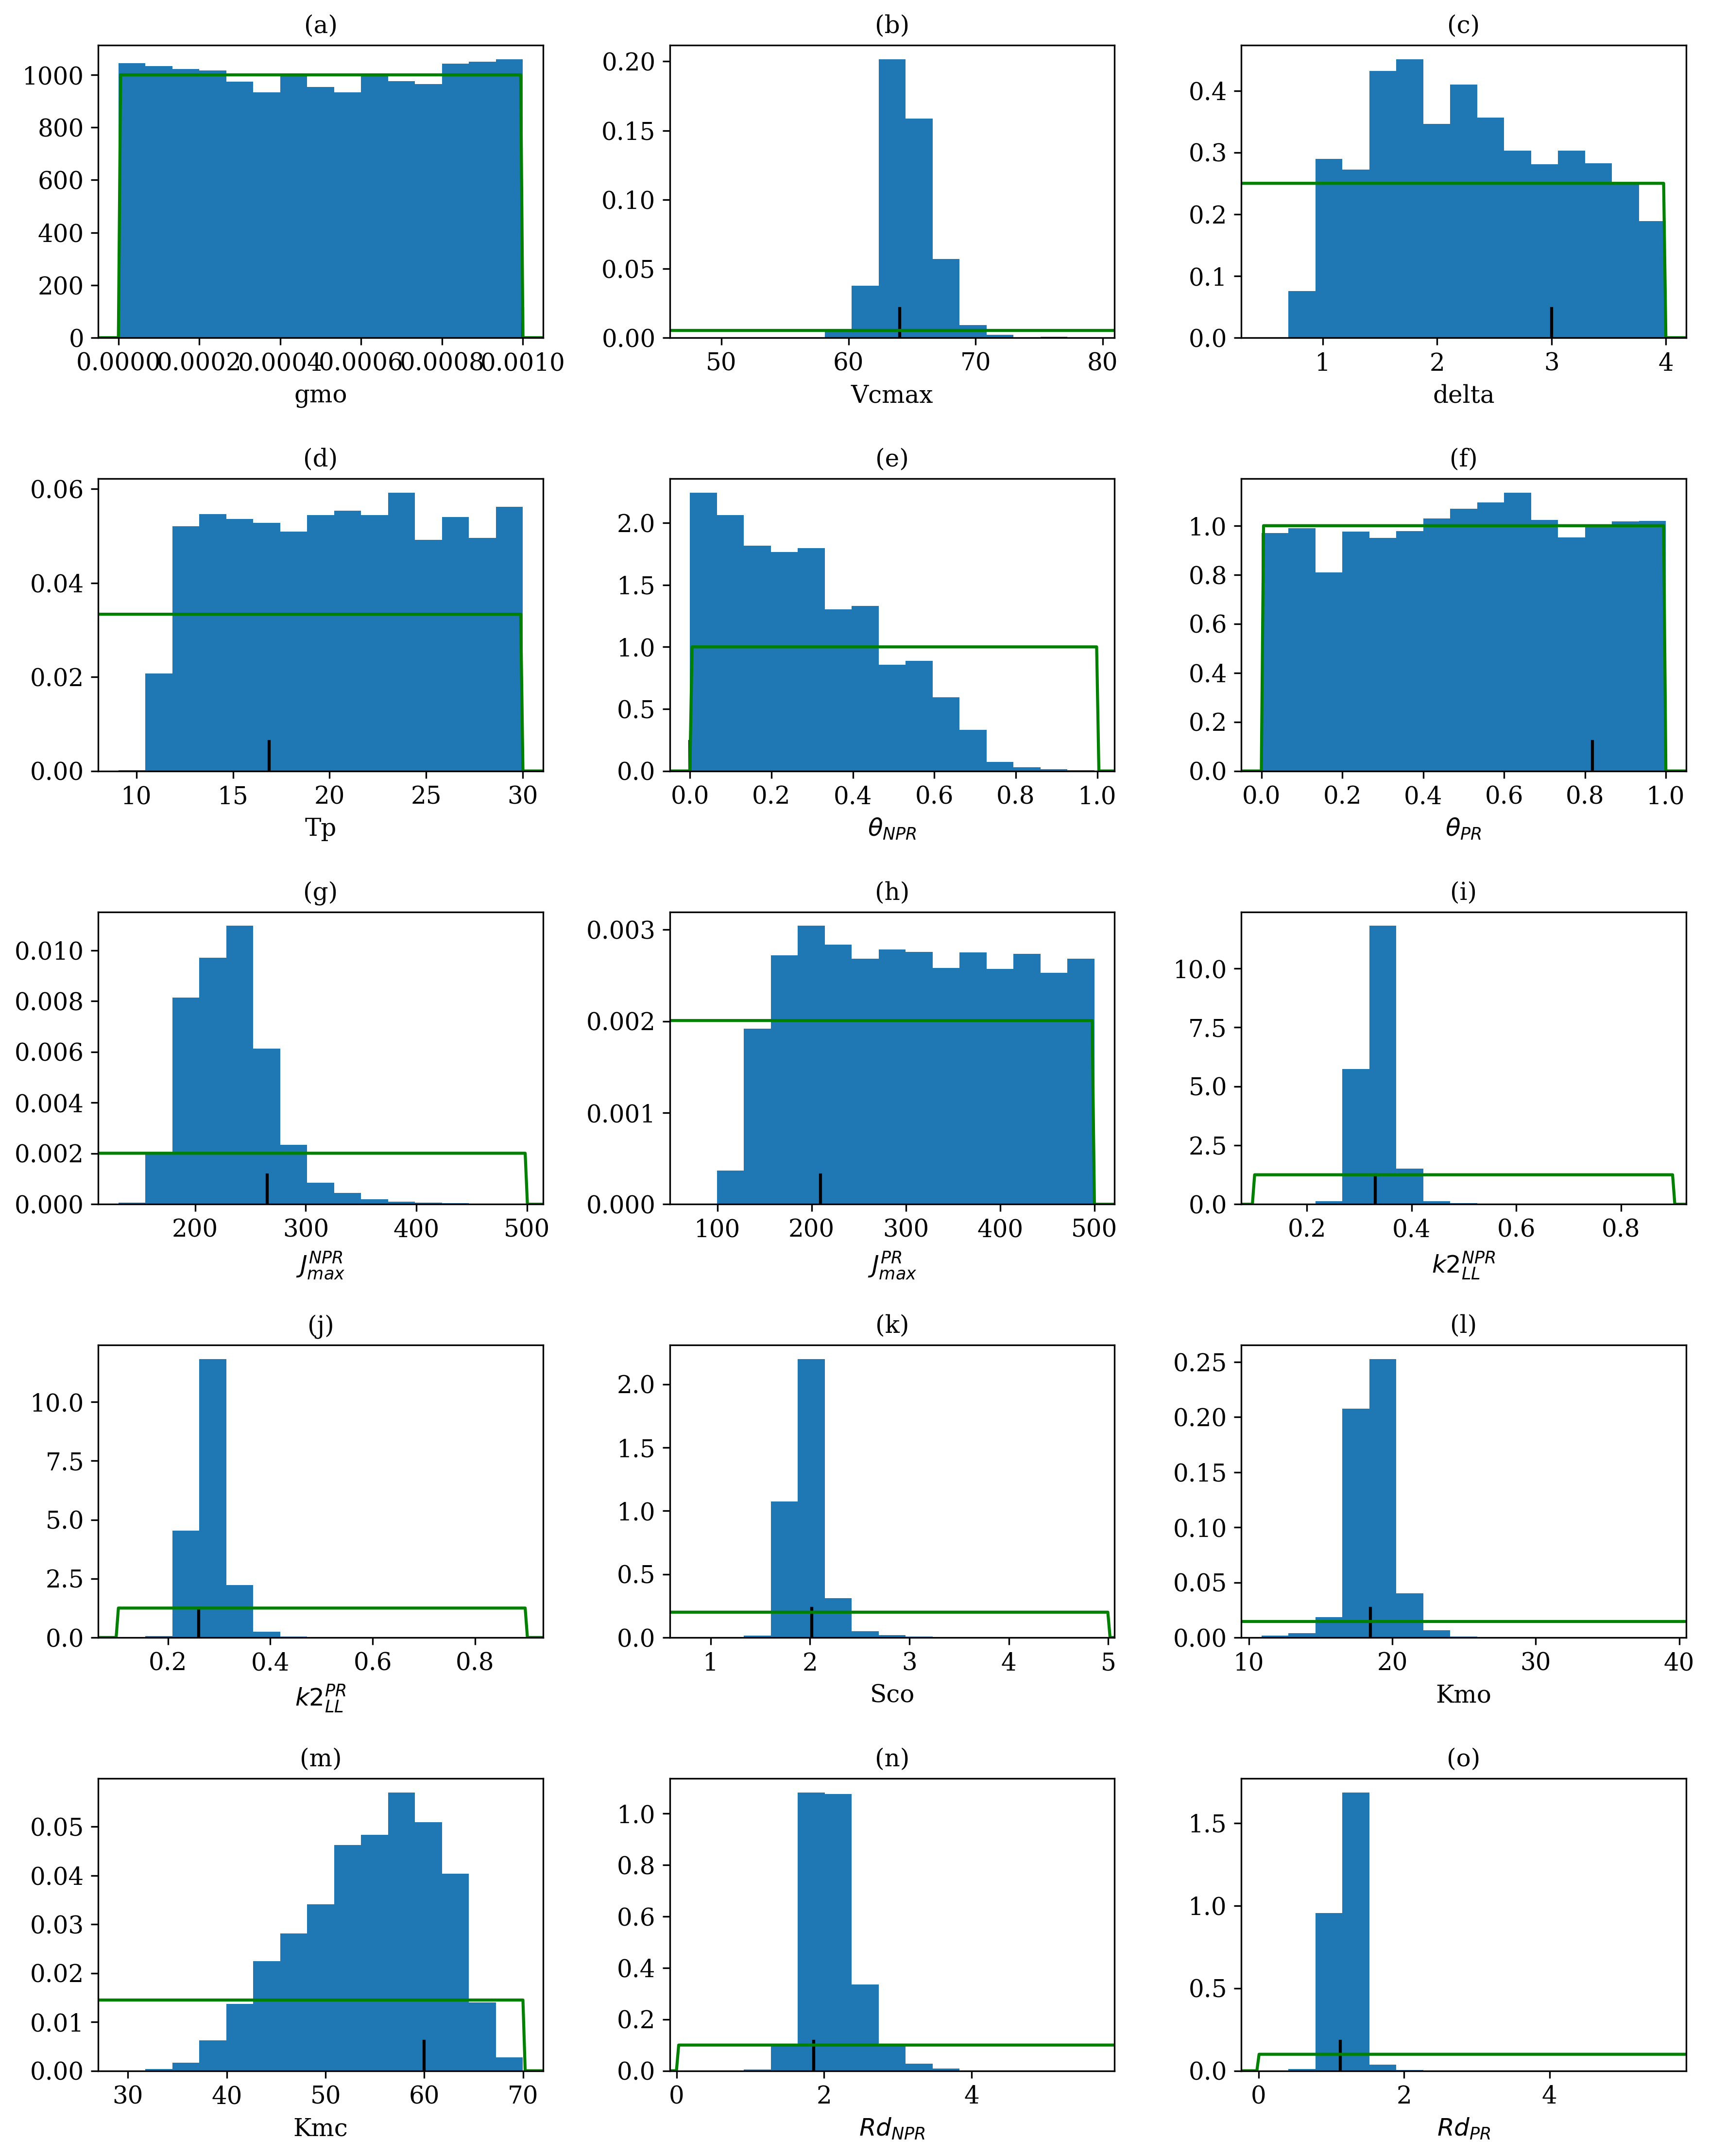 (a) (b) (c)
1000
800
600
400
200
0
0.0000 0.0002 0.0004 0.0006 0.0008 0.0010
gmo
0.20
0.15
0.10
0.05
0.00
50 60 70 80
Vcmax
0.4
0.3
0.2
0.1
0.0
1 2 3 4
delta
(d) (e) (f)
0.06
0.04
0.02
0.00
10 15 20 25 30
Tp
2.0
1.5
1.0
0.5
0.0
0.0 0.2 0.4 0.6 0.8 1.0
θ_NPR
1.0
0.8
0.6
0.4
0.2
0.0
0.0 0.2 0.4 0.6 0.8 1.0
θ_PR
(g) (h) (i)
0.010
0.008
0.006
0.004
0.002
0.000
200 300 400 500
J_max^NPR
0.003
0.002
0.001
0.000
100 200 300 400 500
J_max^PR
10.0
7.5
5.0
2.5
0.0
0.2 0.4 0.6 0.8
k2_LL^NPR
(j) (k) (l)
10.0
7.5
5.0
2.5
0.0
0.2 0.4 0.6 0.8
k2_LL^PR
2.0
1.5
1.0
0.5
0.0
1 2 3 4 5
Sco
0.25
0.20
0.15
0.10
0.05
0.00
10 20 30 40
Kmo
(m) (n) (o)
0.05
0.04
0.03
0.02
0.01
0.00
30 40 50 60 70
Kmc
1.0
0.8
0.6
0.4
0.2
0.0
0 2 4
Rd_NPR
1.5
1.0
0.5
0.0
0 2 4
Rd_PR